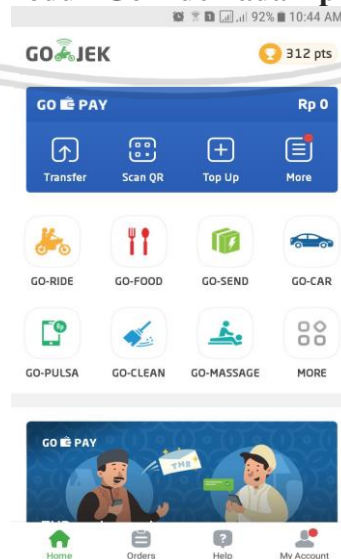 92% 10:44 AM
GO JEK
312 pts
GO PAY
Rp 0
Transfer Scan QR Top Up More
GO-RIDE GO-FOOD GO-SEND GO-CAR
GO-PULSA GO-CLEAN GO-MASSAGE MORE
GO PAY
THR
Home Orders Help My Account